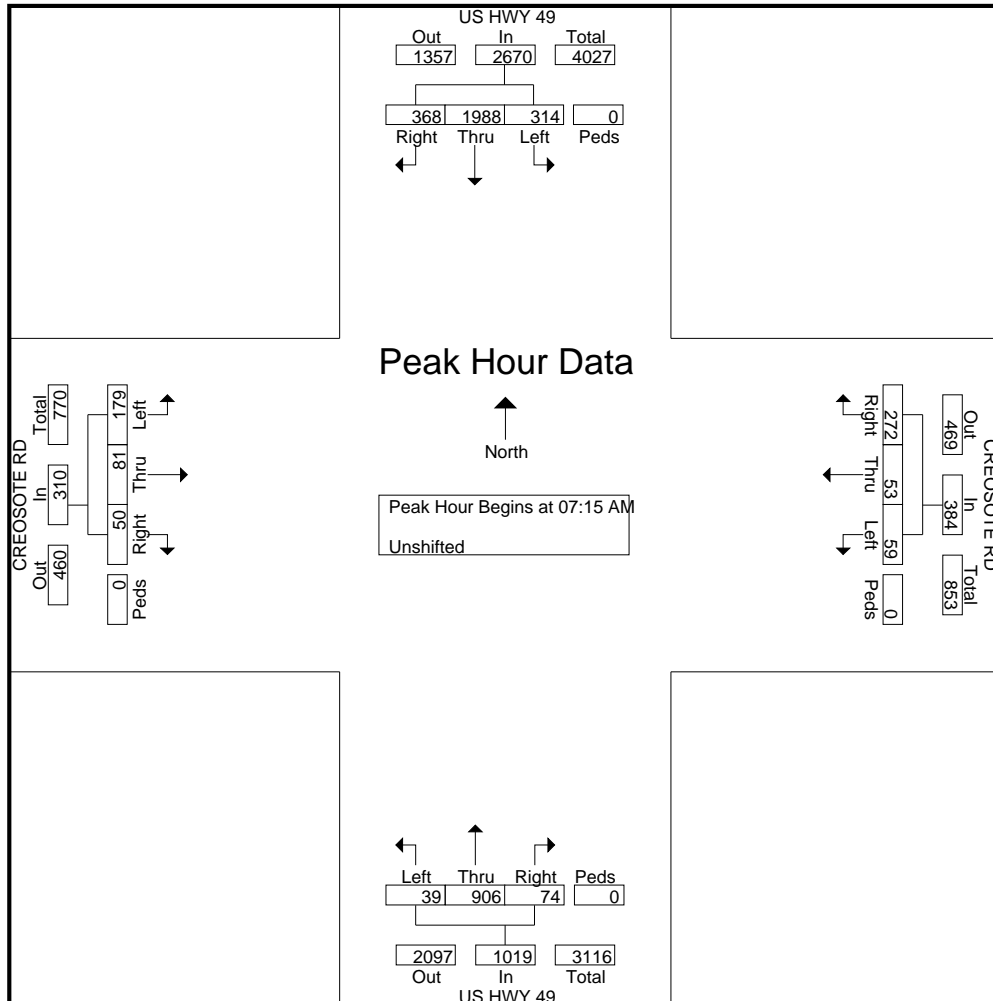 US HWY 49
Out In Total
1357 2670 4027
368 1988 314 0
Right Thru Left Peds
Peak Hour Data
North
Peak Hour Begins at 07:15 AM
Unshifted
CREOSOTE RD
Out In Total
460 310 770
Left Thru Right Peds
179 81 50 0
CREOSOTE RD
Out In Total
469 384 853
272 53 59 0
Right Thru Left Peds
Left Thru Right Peds
39 906 74 0
2097 1019 3116
Out In Total
US HWY 49